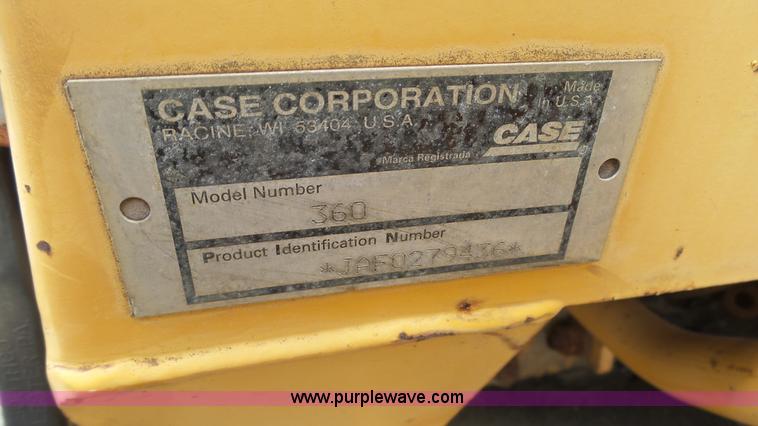 CASE CORPORATION
RACINE, WI 53404 U.S.A.
Made
in U.S.A.
CASE
Marca Registrada
Model Number
360
Product Identification Number
*JAF0279436*
www.purplewave.com